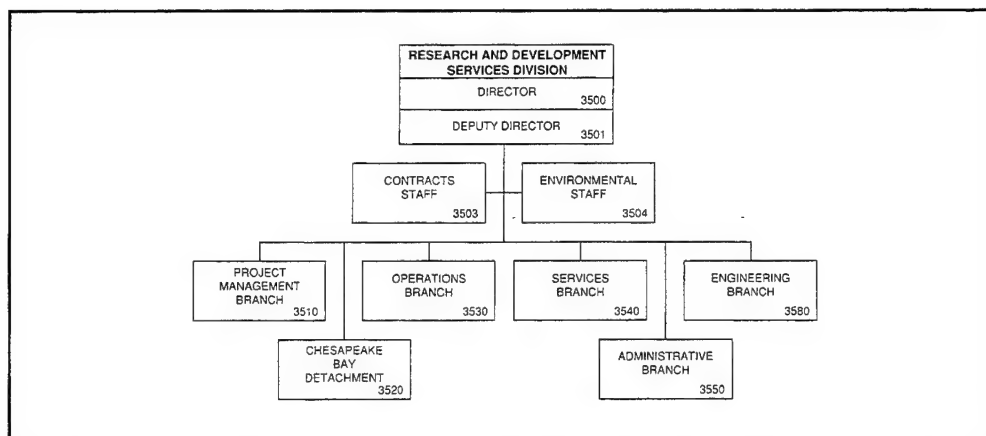 RESEARCH AND DEVELOPMENT
SERVICES DIVISION
DIRECTOR
3500
DEPUTY DIRECTOR
3501
CONTRACTS
STAFF
3503
ENVIRONMENTAL
STAFF
3504
PROJECT
MANAGEMENT
BRANCH
3510
OPERATIONS
BRANCH
3530
SERVICES
BRANCH
3540
ENGINEERING
BRANCH
3580
CHESAPEAKE
BAY
DETACHMENT
3520
ADMINISTRATIVE
BRANCH
3550